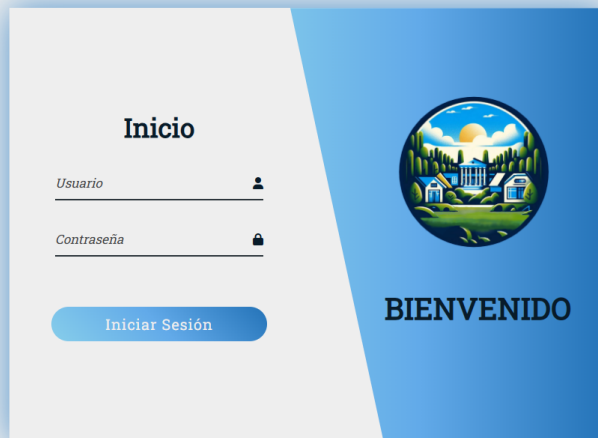 Inicio
Usuario
Contraseña
Iniciar Sesión
BIENVENIDO